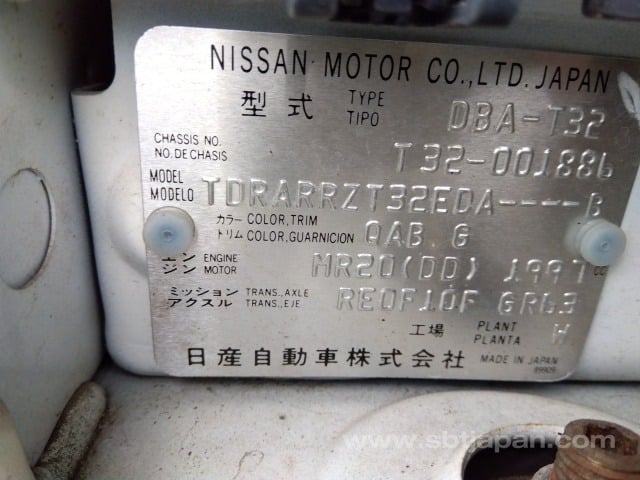 NISSAN MOTOR CO.,LTD. JAPAN
型式 TYPE TIPO DBA-T32
CHASSIS NO. NO. DE CHASIS T32-001886
MODEL MODELO TDRARRZT32EDA----B
カラー COLOR, TRIM
トリム COLOR, GUARNICION QAB G
エンジン ENGINE MOTOR MR20(DD) 1997 CC
ミッション TRANS., AXLE
アクスル TRANS., EJE RE0F10F GR63
工場 PLANT PLANTA W
日産自動車株式会社 MADE IN JAPAN
www.sbtjapan.com